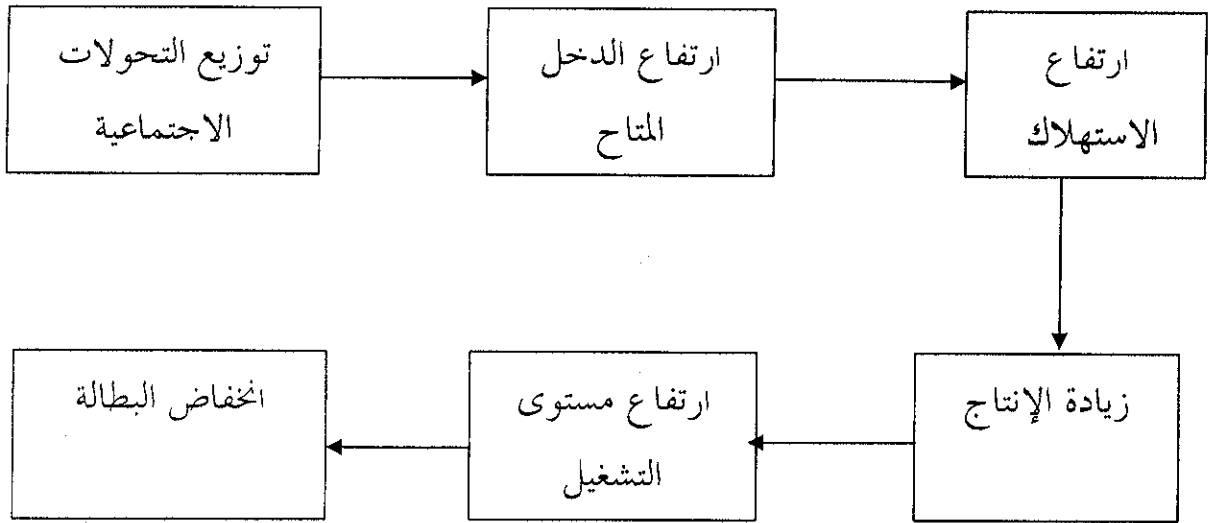 توزيع التحولات
الاجتماعية
ارتفاع الدخل
المتاح
ارتفاع
الاستهلاك
زيادة الإنتاج
ارتفاع مستوى
التشغيل
انخفاض البطالة